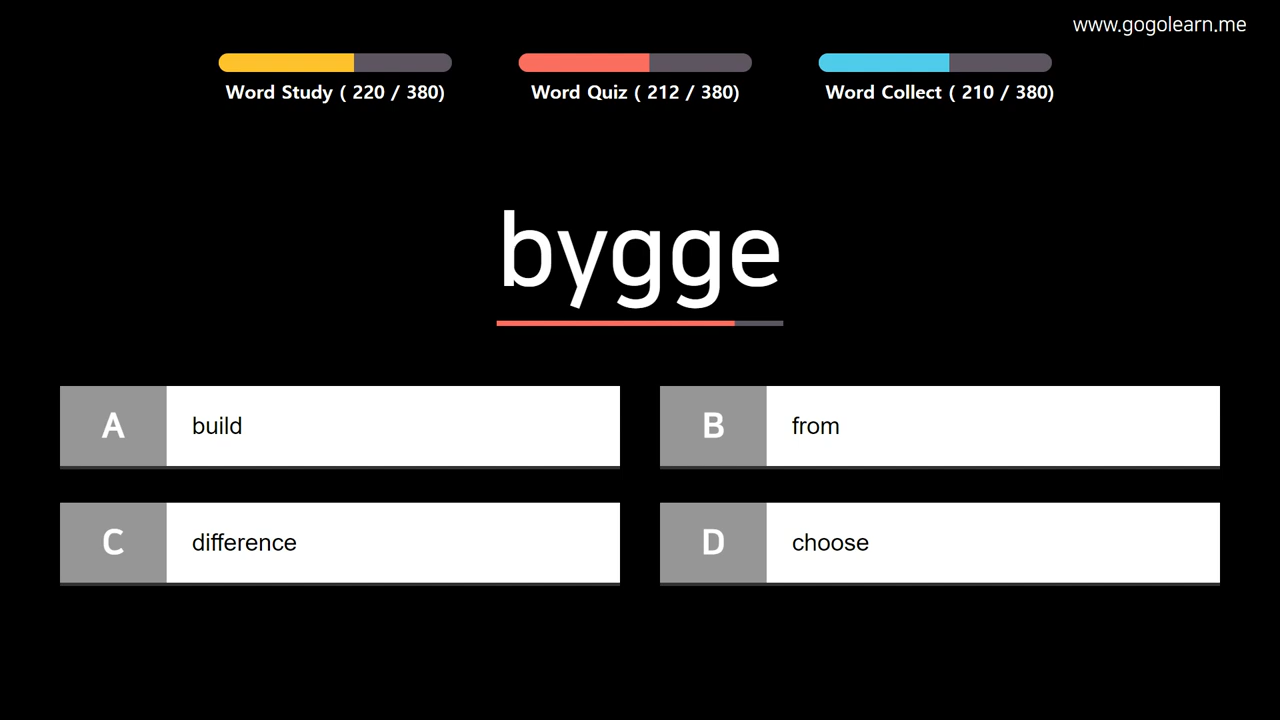 www.gogolearn.me
Word Study ( 220 / 380)
Word Quiz ( 212 / 380)
Word Collect ( 210 / 380)
bygge
A build
B from
C difference
D choose